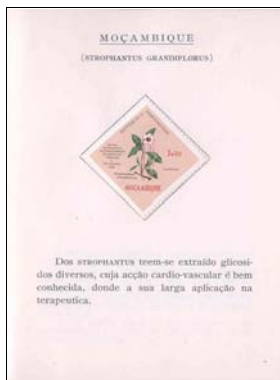 MOÇAMBIQUE
(STROPHANTUS GRANDIFLORUS)
MOÇAMBIQUE
Dos STROPHANTUS teem-se extraído glicosi-
dos diversos, cuja acção cardio-vascular é bem
conhecida, donde a sua larga aplicação na
terapeutica.